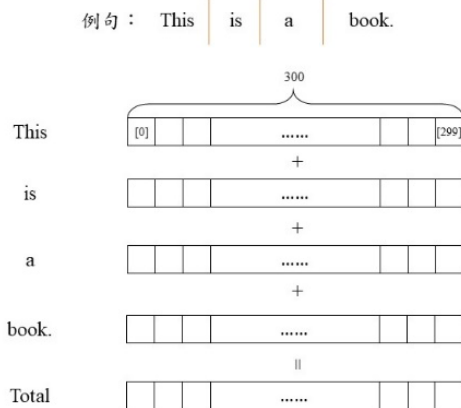 例句： This is a book.
300
This [0] ...... [299]
+
is ......
+
a ......
+
book. ......
=
Total ......